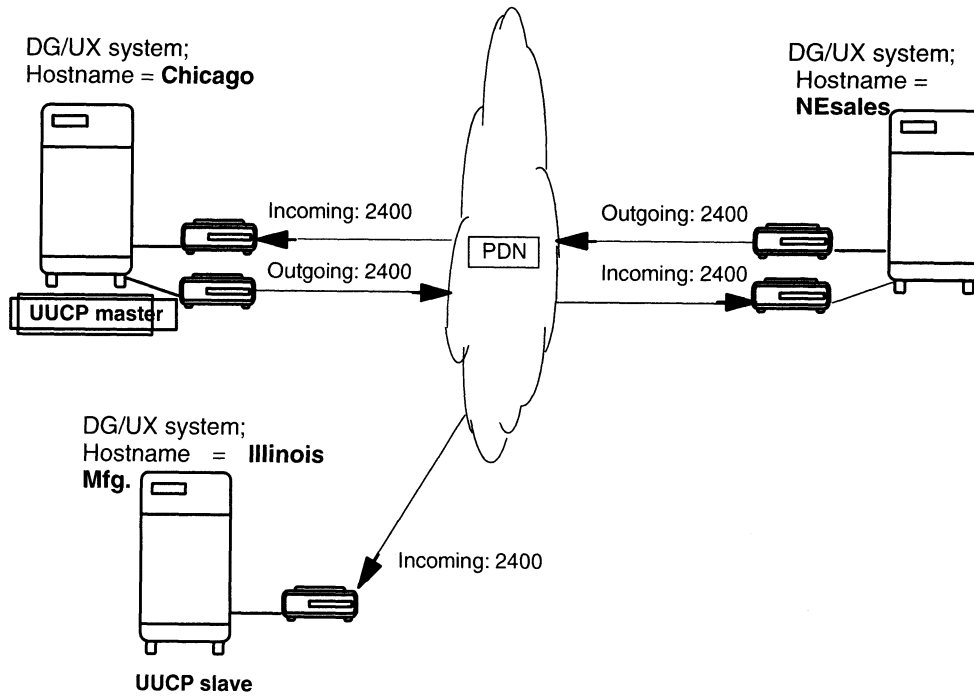 DG/UX system;
Hostname = Chicago
DG/UX system;
Hostname =
NEsales
Incoming: 2400
Outgoing: 2400
Outgoing: 2400
Incoming: 2400
PDN
UUCP master
DG/UX system;
Hostname = Illinois
Mfg.
Incoming: 2400
UUCP slave